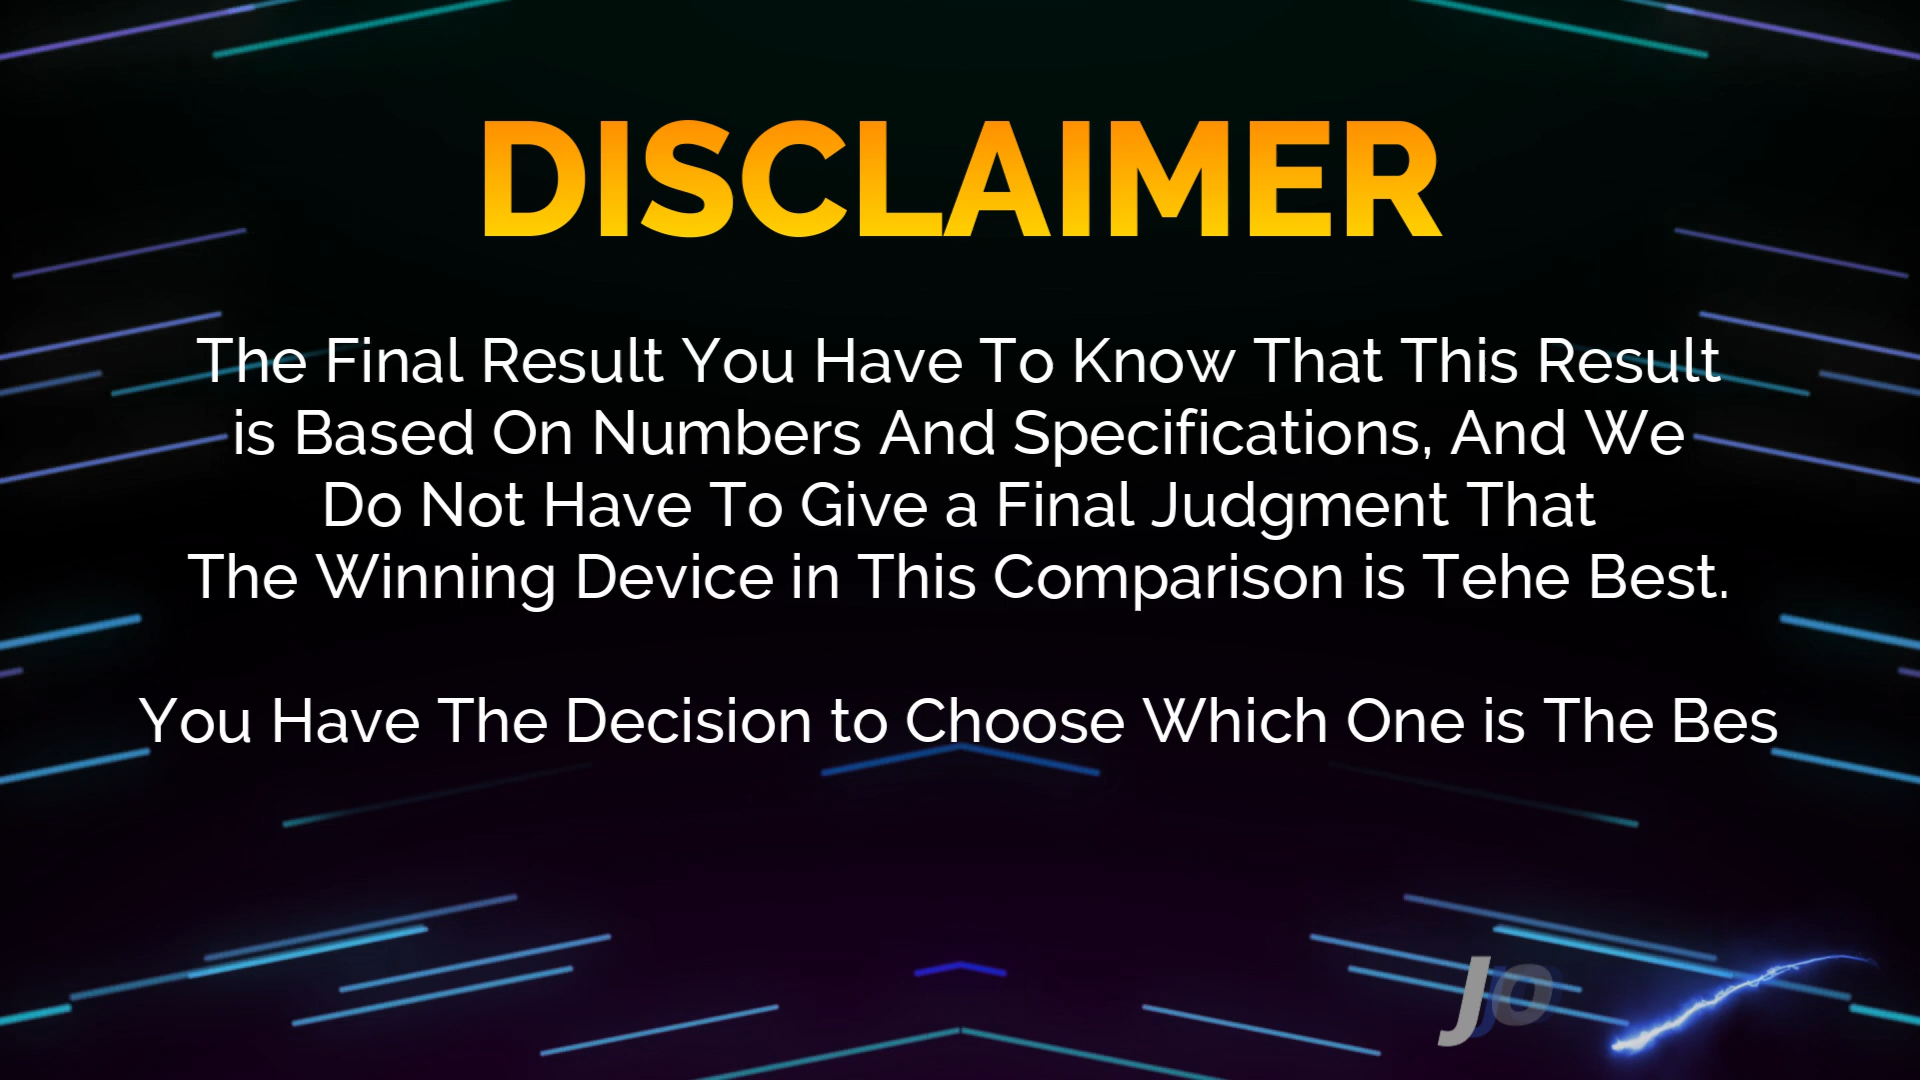 DISCLAIMER
The Final Result You Have To Know That This Result
is Based On Numbers And Specifications, And We
Do Not Have To Give a Final Judgment That
The Winning Device in This Comparison is Tehe Best.
You Have The Decision to Choose Which One is The Bes